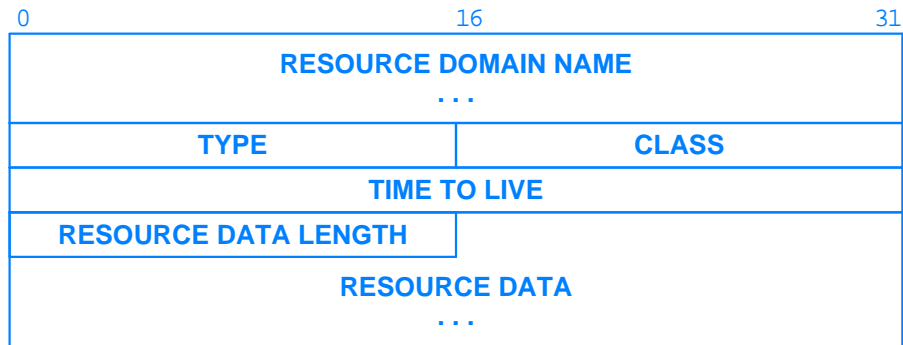 0 16 31
RESOURCE DOMAIN NAME
...
TYPE CLASS
TIME TO LIVE
RESOURCE DATA LENGTH
RESOURCE DATA
...